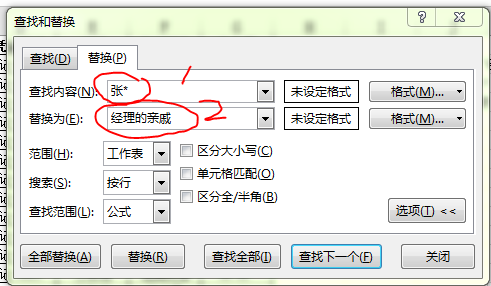 查找和替换
查找(D) 替换(P)
查找内容(N): 张* 未设定格式 格式(M)...
1
替换为(E): 经理的亲戚 未设定格式 格式(M)...
2
范围(H): 工作表 区分大小写(C)
搜索(S): 按行 单元格匹配(O)
查找范围(L): 公式 区分全/半角(B)
选项(T) <<
全部替换(A) 替换(R) 查找全部(I) 查找下一个(F) 关闭